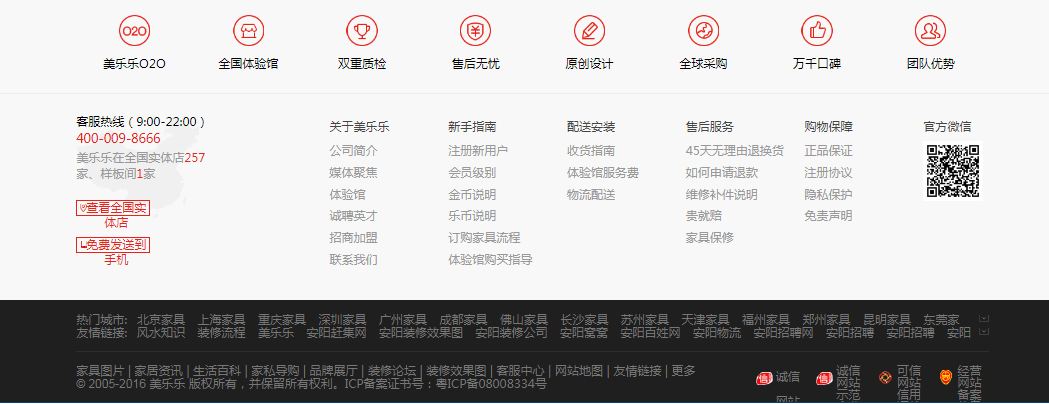 O2O
美乐乐O2O 全国体验馆 双重质检 售后无忧 原创设计 全球采购 万千口碑 团队优势
客服热线（9:00-22:00）
400-009-8666
美乐乐在全国实体店257
家、样板间1家
查看全国实
体店
免费发送到
手机
关于美乐乐
公司简介
媒体聚焦
体验馆
诚聘英才
招商加盟
联系我们
新手指南
注册新用户
会员级别
金币说明
乐币说明
订购家具流程
体验馆购买指导
配送安装
收货指南
体验馆服务费
物流配送
售后服务
45天无理由退换货
如何申请退款
维修补件说明
贵就赔
家具保修
购物保障
正品保证
注册协议
隐私保护
免责声明
官方微信
热门城市: 北京家具 上海家具 重庆家具 深圳家具 广州家具 成都家具 佛山家具 长沙家具 苏州家具 天津家具 福州家具 郑州家具 昆明家具 东莞家
友情链接: 风水知识 装修流程 美乐乐 安阳赶集网 安阳装修效果图 安阳装修公司 安阳窝窝 安阳百姓网 安阳物流 安阳招聘网 安阳招聘 安阳招聘 安阳
家具图片 | 家居资讯 | 生活百科 | 家私导购 | 品牌展厅 | 装修论坛 | 装修效果图 | 客服中心 | 网站地图 | 友情链接 | 更多
© 2005-2016 美乐乐 版权所有，并保留所有权利。ICP备案证书号：粤ICP备08008334号
信 诚信
网站
信 诚信
网站
示范
可信
网站
信用
经营
网站
备案